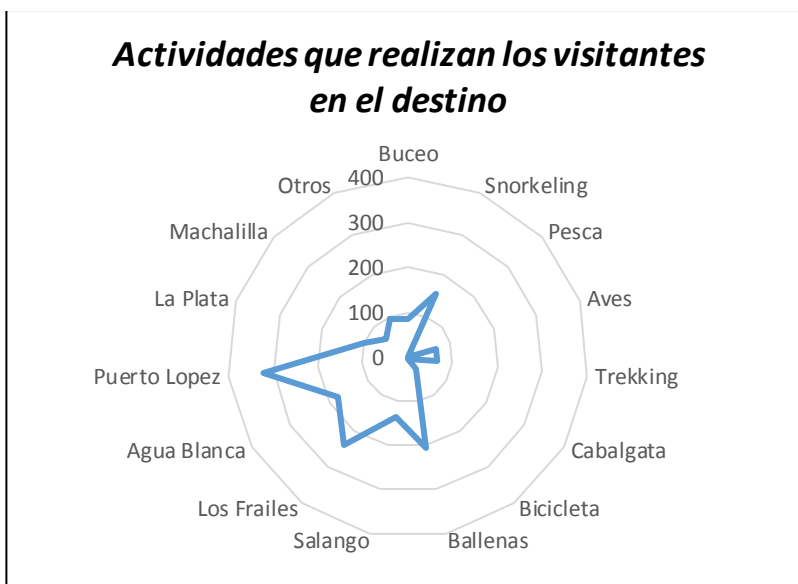 Actividades que realizan los visitantes
en el destino
Buceo
Snorkeling
Pesca
Aves
Trekking
Cabalgata
Bicicleta
Ballenas
Salango
Los Frailes
Agua Blanca
Puerto Lopez
La Plata
Machalilla
Otros
400
300
200
100
0